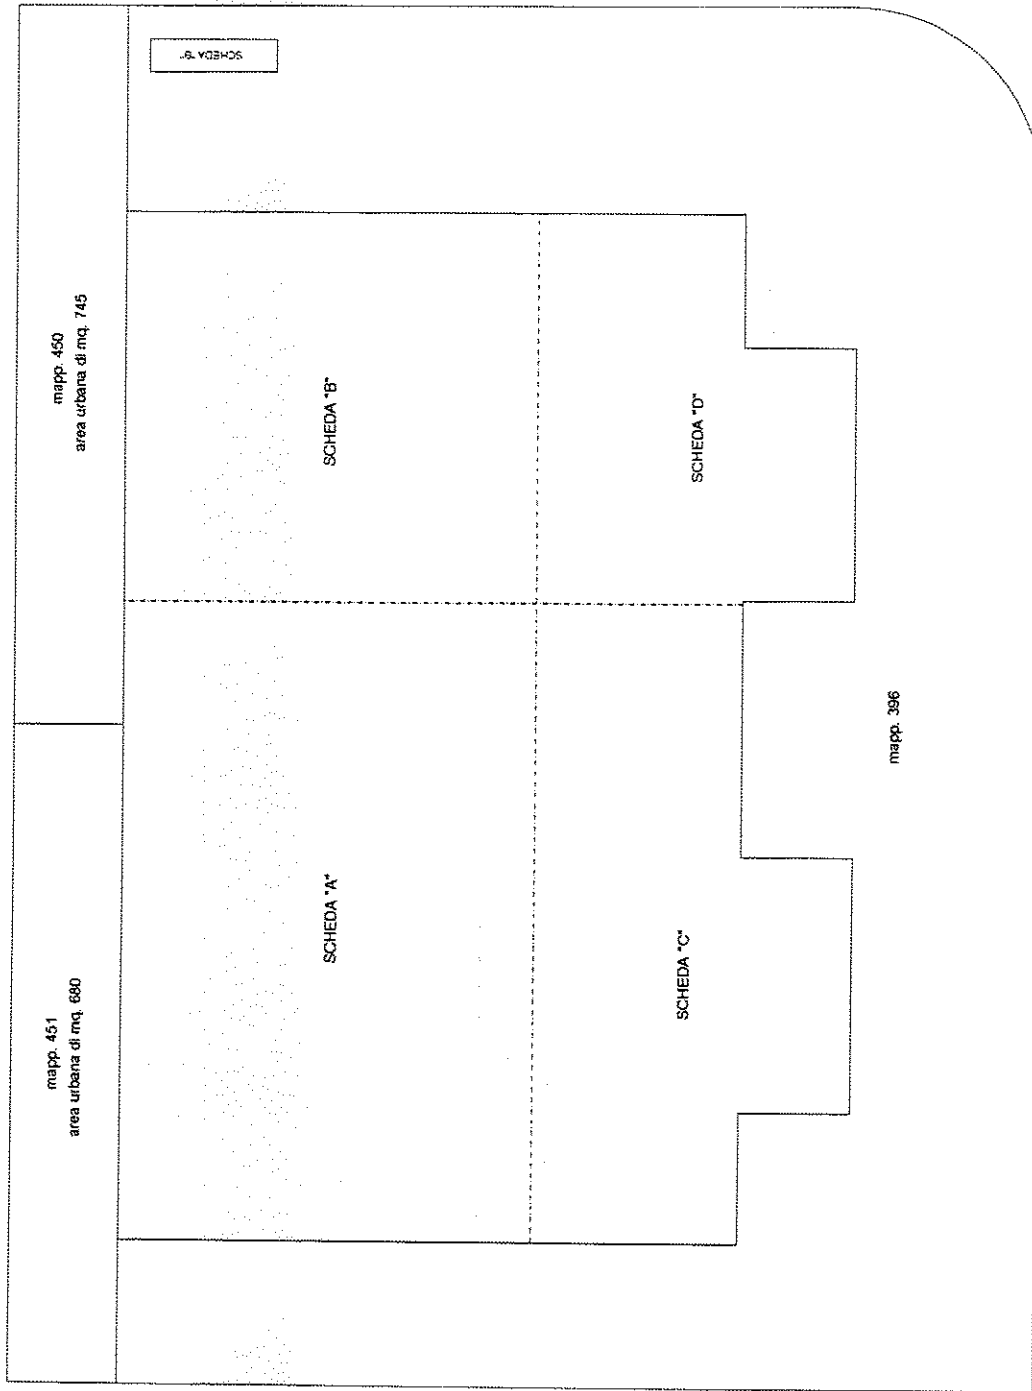 mapp. 451
area urbana di mq. 680
mapp. 450
area urbana di mq. 745
SCHEDA "B"
SCHEDA "A"
SCHEDA "B"
SCHEDA "C"
SCHEDA "D"
mapp. 396